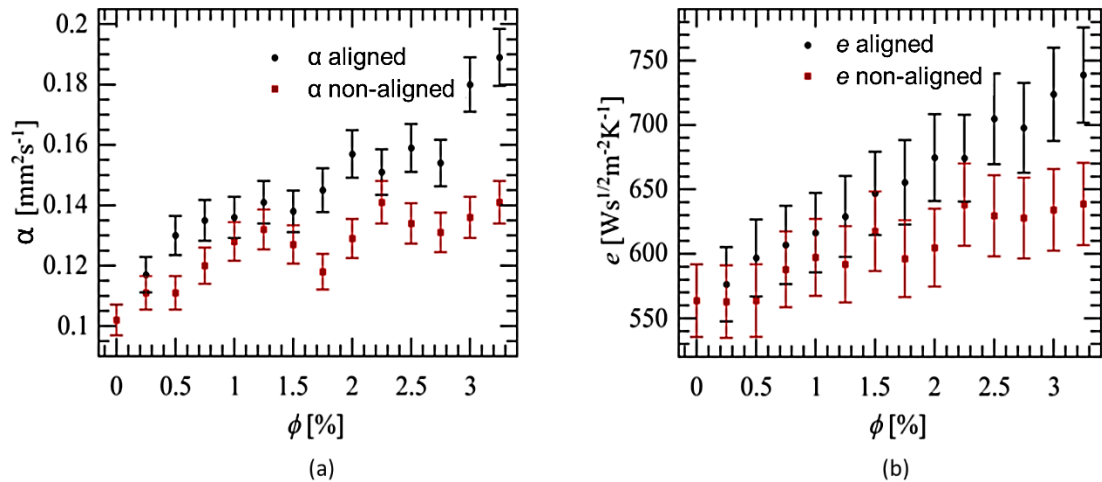 0.2
0.18
0.16
0.14
0.12
0.1
α [mm²s⁻¹]
α aligned
α non-aligned
0 0.5 1 1.5 2 2.5 3
ϕ [%]
(a)
750
700
650
600
550
e [Ws¹/²m⁻²K⁻¹]
e aligned
e non-aligned
0 0.5 1 1.5 2 2.5 3
ϕ [%]
(b)